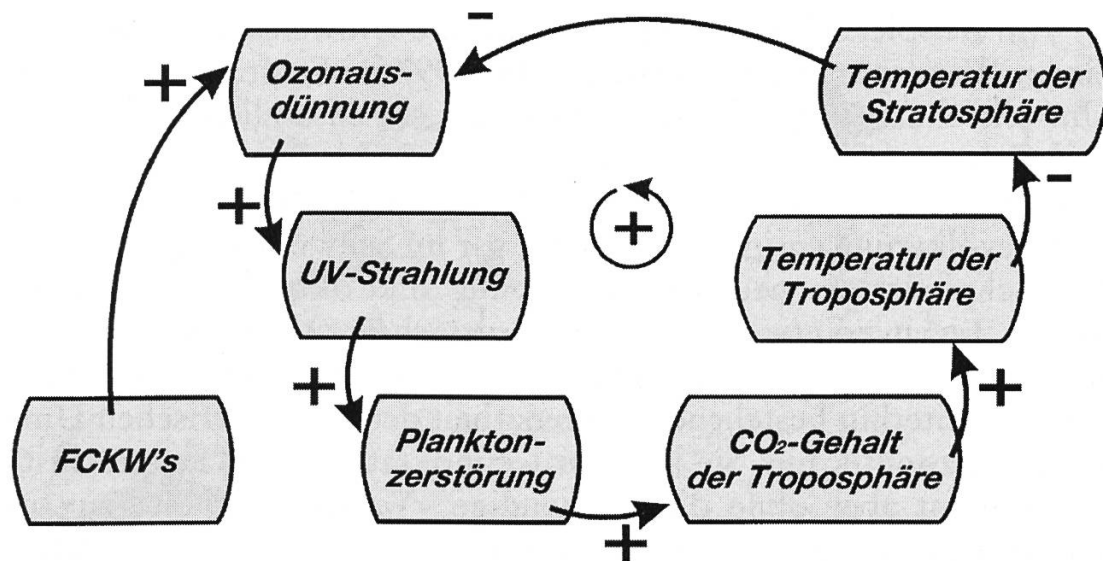 Ozonaus-
dünnung
Temperatur der
Stratosphäre
UV-Strahlung
Temperatur der
Troposphäre
FCKW's
Plankton-
zerstörung
CO₂-Gehalt
der Troposphäre
+
-
+
-
+
+
+
+